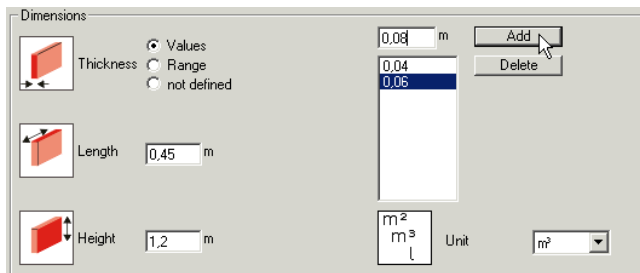 Dimensions
Thickness
Values
Range
not defined
0,08 m
Add
Delete
0,04
0,06
Length 0,45 m
Height 1,2 m
m²
m³
l
Unit m³